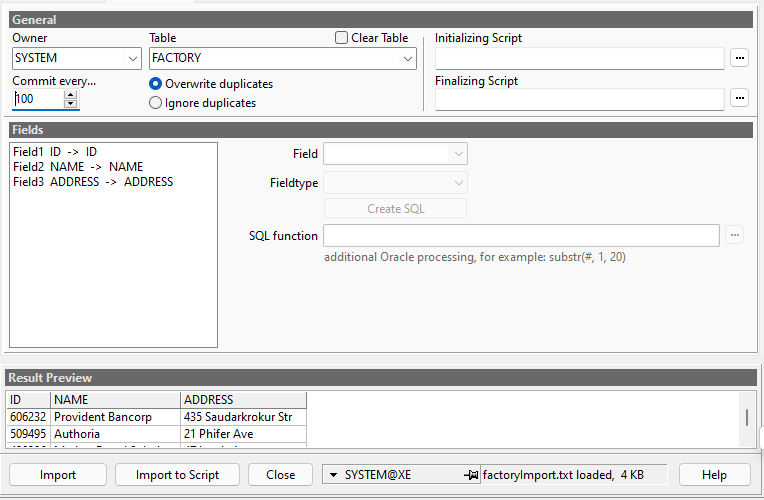 General
Owner
Table
Clear Table
Initializing Script
SYSTEM
FACTORY
...
Commit every...
Overwrite duplicates
Finalizing Script
100
Ignore duplicates
...
Fields
Field1 ID -> ID
Field2 NAME -> NAME
Field3 ADDRESS -> ADDRESS
Field
Fieldtype
Create SQL
SQL function
...
additional Oracle processing, for example: substr(#, 1, 20)
Result Preview
ID NAME ADDRESS
606232 Provident Bancorp 435 Saudarkrokur Str
509495 Authoria 21 Phifer Ave
Import
Import to Script
Close
SYSTEM@XE
factoryImport.txt loaded, 4 KB
Help